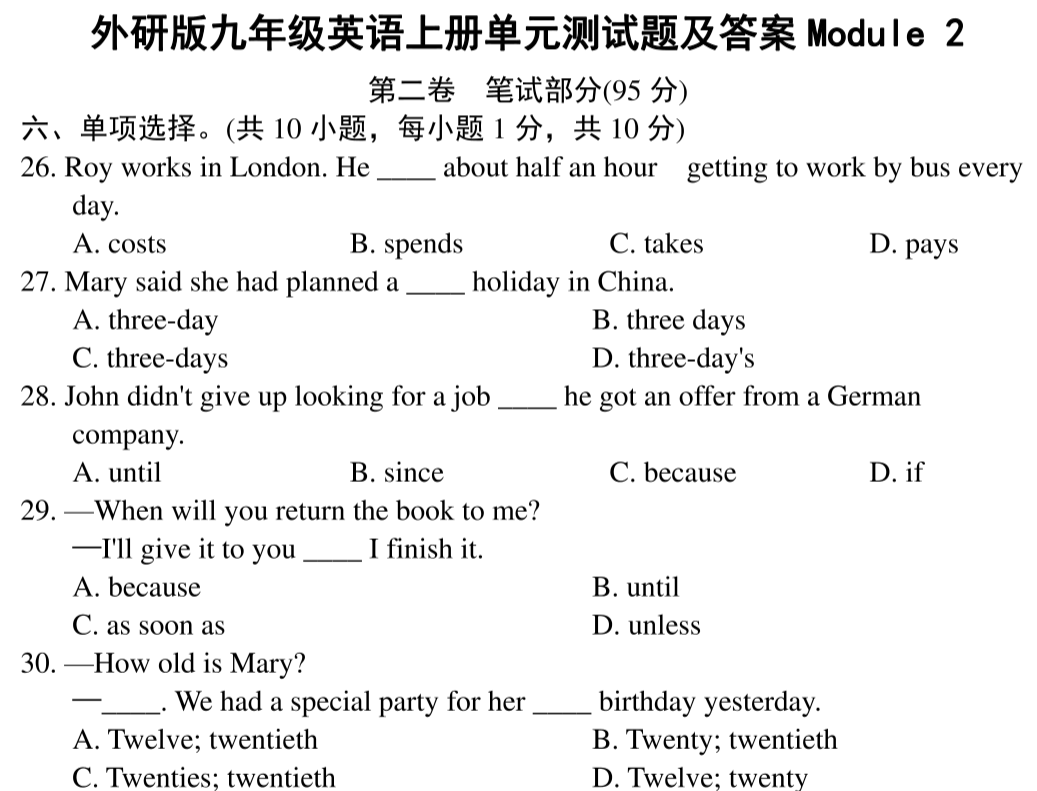 外研版九年级英语上册单元测试题及答案 Module 2
第二卷　笔试部分(95 分)
六、单项选择。(共 10 小题，每小题 1 分，共 10 分)
26. Roy works in London. He ____ about half an hour　getting to work by bus every
day.
A. costs B. spends C. takes D. pays
27. Mary said she had planned a ____ holiday in China.
A. three-day B. three days
C. three-days D. three-day's
28. John didn't give up looking for a job ____ he got an offer from a German
company.
A. until B. since C. because D. if
29. —When will you return the book to me?
—I'll give it to you ____ I finish it.
A. because B. until
C. as soon as D. unless
30. —How old is Mary?
—____. We had a special party for her ____ birthday yesterday.
A. Twelve; twentieth B. Twenty; twentieth
C. Twenties; twentieth D. Twelve; twenty